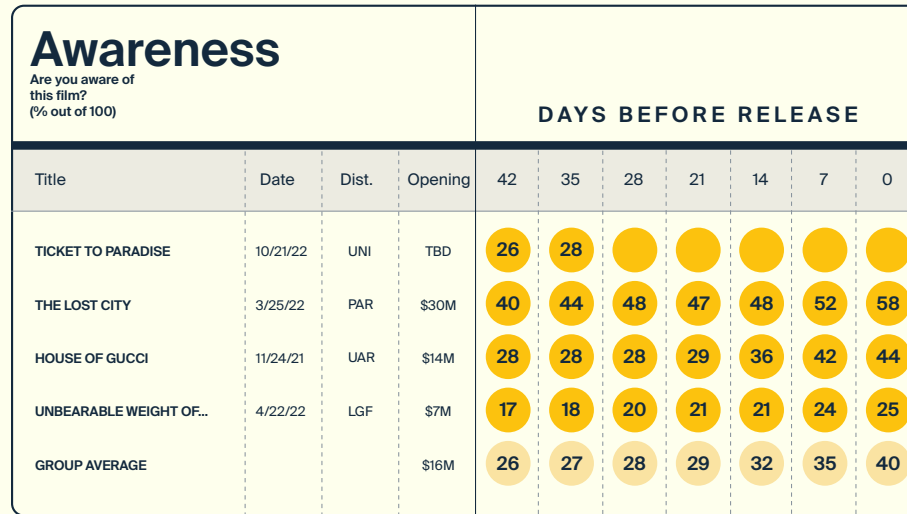 Awareness
Are you aware of
this film?
(% out of 100)
DAYS BEFORE RELEASE
Title Date Dist. Opening 42 35 28 21 14 7 0
TICKET TO PARADISE 10/21/22 UNI TBD 26 28
THE LOST CITY 3/25/22 PAR $30M 40 44 48 47 48 52 58
HOUSE OF GUCCI 11/24/21 UAR $14M 28 28 28 29 36 42 44
UNBEARABLE WEIGHT OF... 4/22/22 LGF $7M 17 18 20 21 21 24 25
GROUP AVERAGE $16M 26 27 28 29 32 35 40